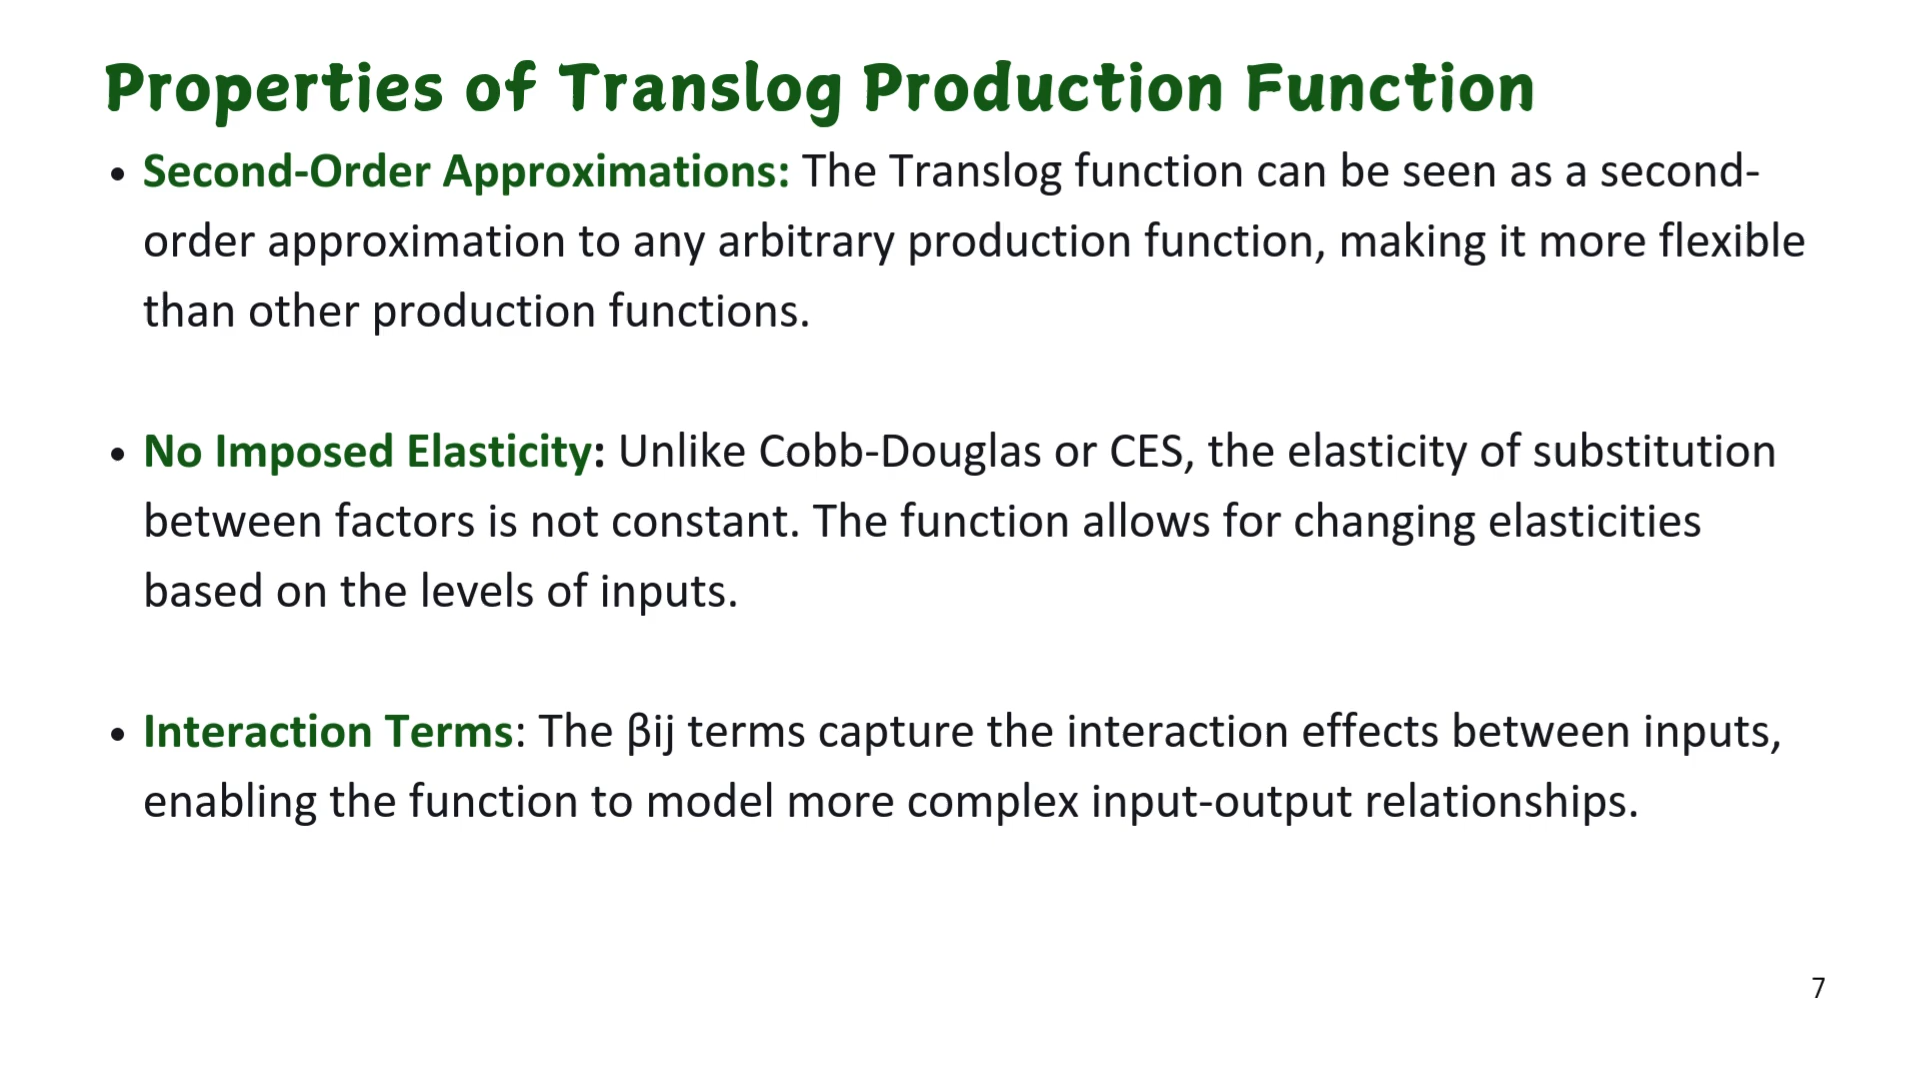 Properties of Translog Production Function
• Second-Order Approximations: The Translog function can be seen as a second-
order approximation to any arbitrary production function, making it more flexible
than other production functions.
• No Imposed Elasticity: Unlike Cobb-Douglas or CES, the elasticity of substitution
between factors is not constant. The function allows for changing elasticities
based on the levels of inputs.
• Interaction Terms: The βij terms capture the interaction effects between inputs,
enabling the function to model more complex input-output relationships.
7